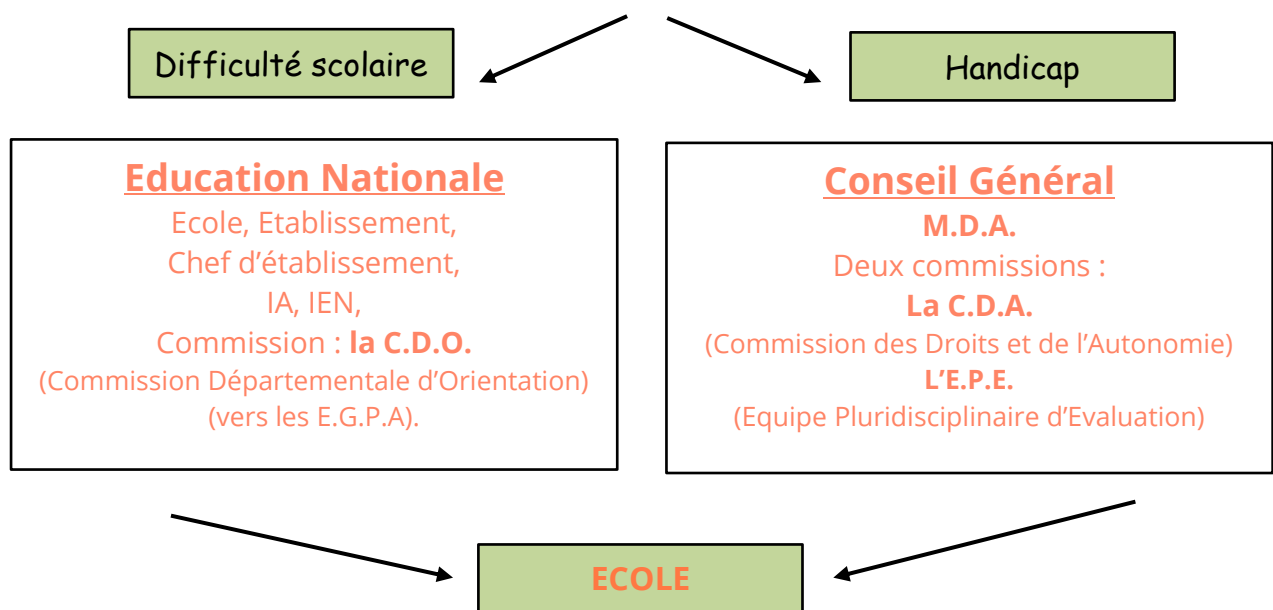 Difficulté scolaire
Handicap
Education Nationale
Ecole, Etablissement,
Chef d’établissement,
IA, IEN,
Commission : la C.D.O.
(Commission Départementale d’Orientation)
(vers les E.G.P.A).
Conseil Général
M.D.A.
Deux commissions :
La C.D.A.
(Commission des Droits et de l’Autonomie)
L’E.P.E.
(Equipe Pluridisciplinaire d’Evaluation)
ECOLE